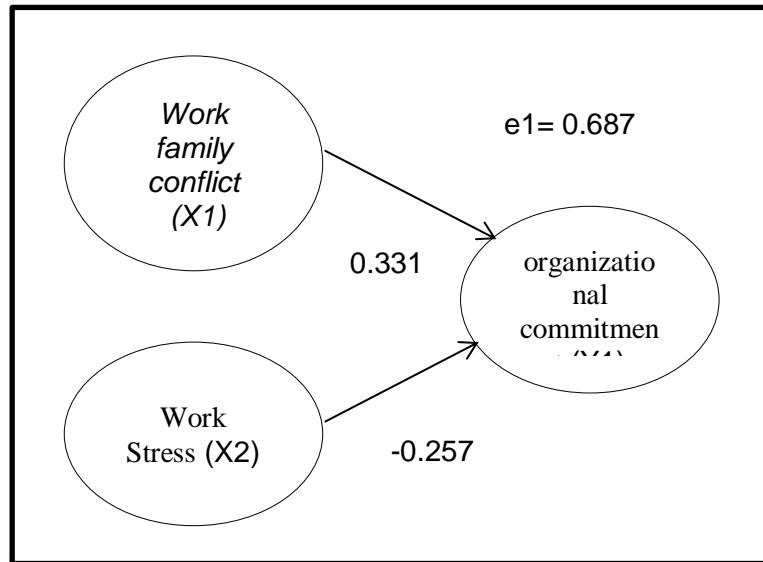 Work
family
conflict
(X1)
e1= 0.687
0.331
organizatio
nal
commitmen
Work
Stress (X2)
-0.257